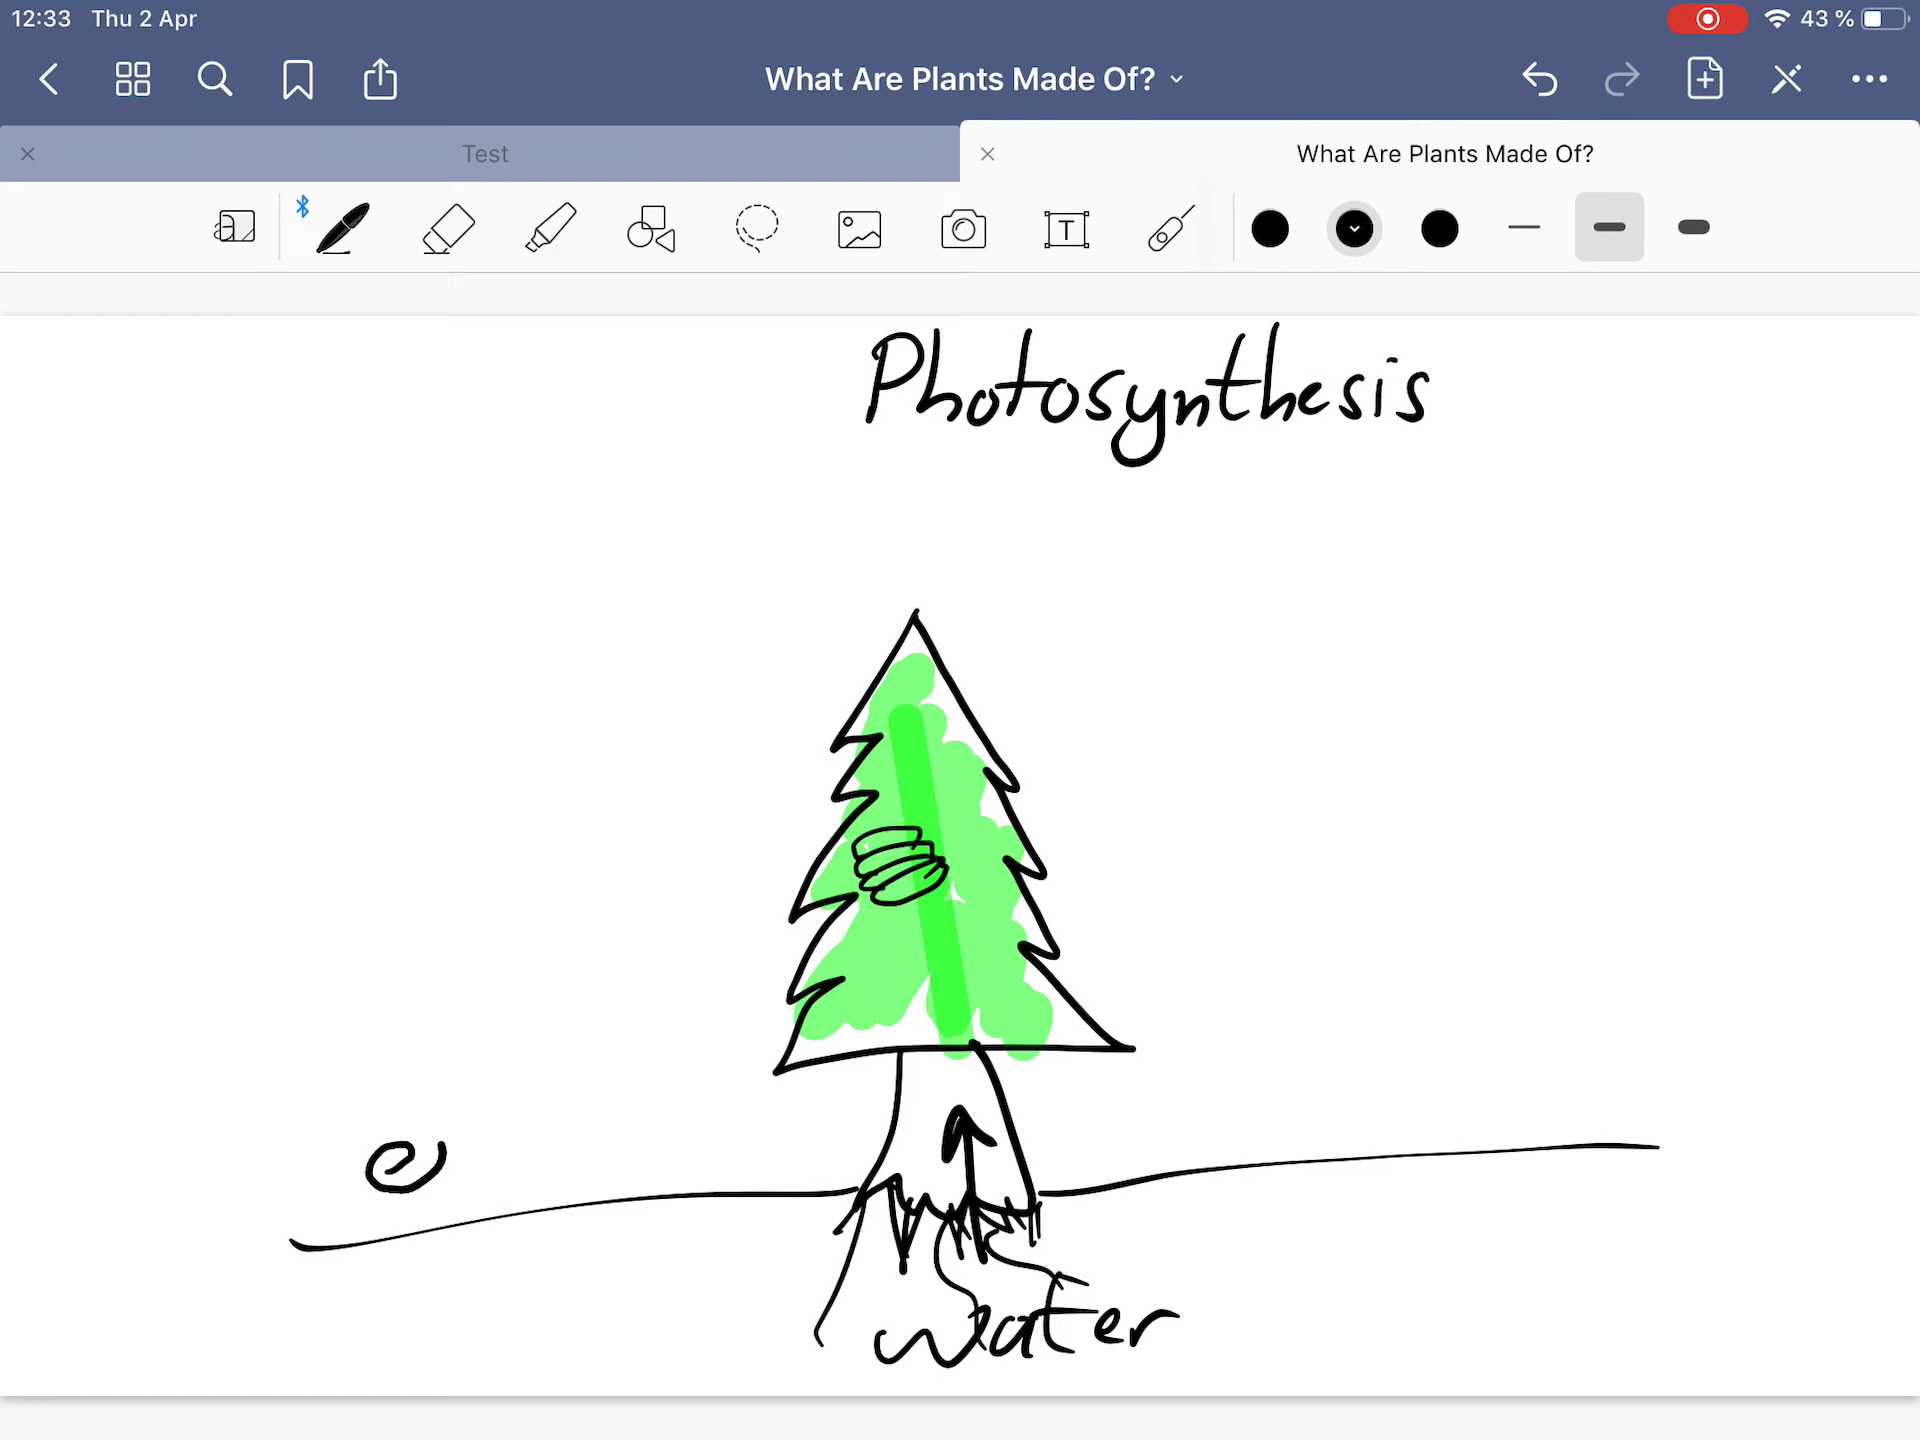 12:33 Thu 2 Apr 43 %
What Are Plants Made Of?
Test
What Are Plants Made Of?
a
T
Photosynthesis
Water